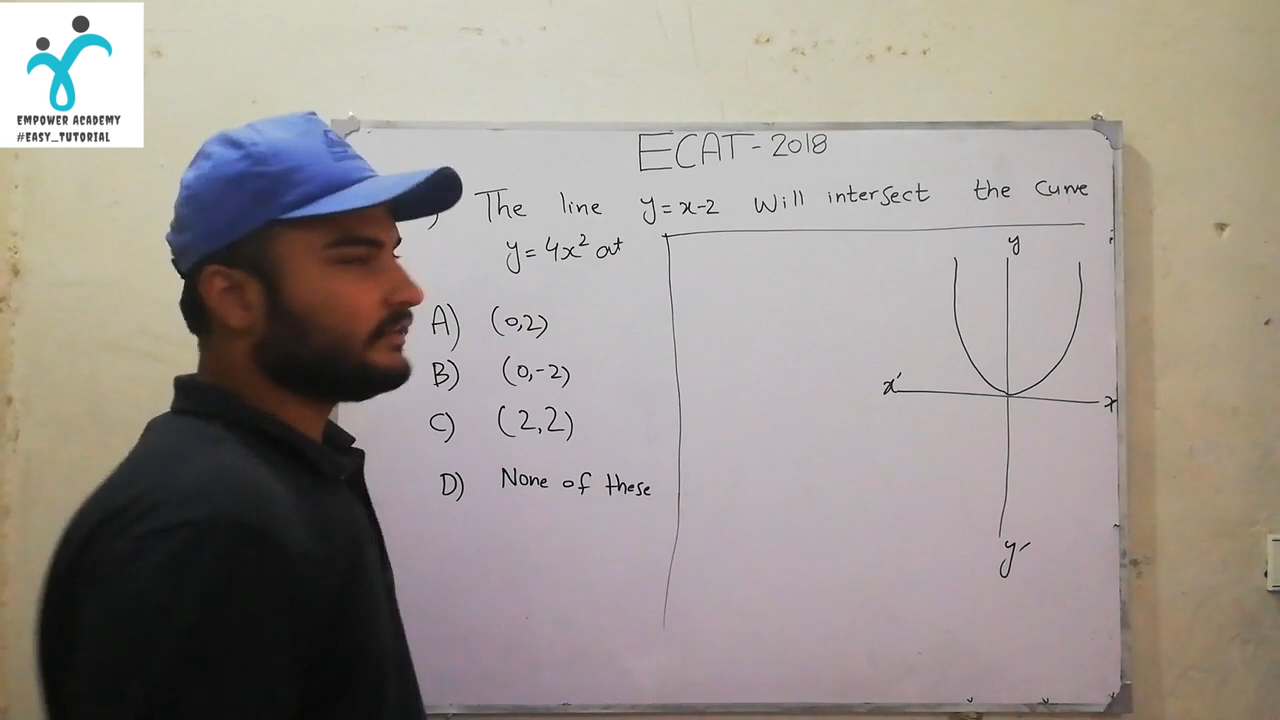 EMPOWER ACADEMY
#EASY_TUTORIAL
ECAT-2018
) The line y=x-2 Will intersect the Curve
y=4x² at
A) (0,2)
B) (0,-2)
C) (2,2)
D) None of these
y
x′ x
y′